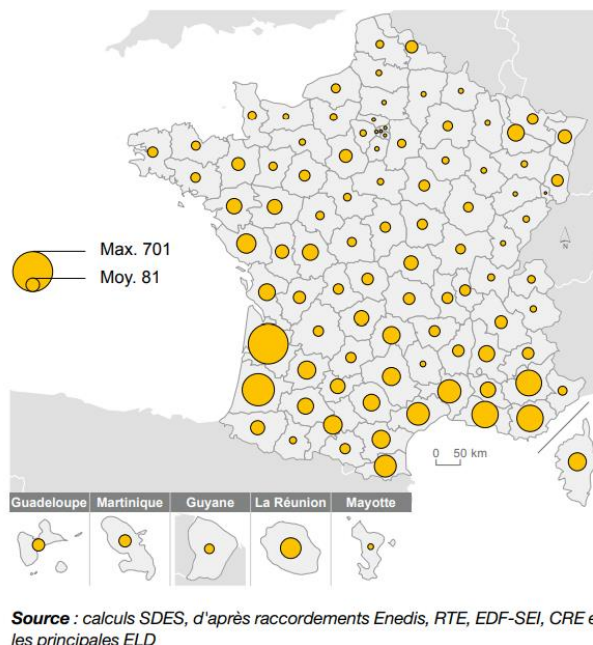 Max. 701
Moy. 81
N
0 50 km
Guadeloupe Martinique Guyane La Réunion Mayotte
Source : calculs SDES, d'après raccordements Enedis, RTE, EDF-SEI, CRE e
les principales ELD